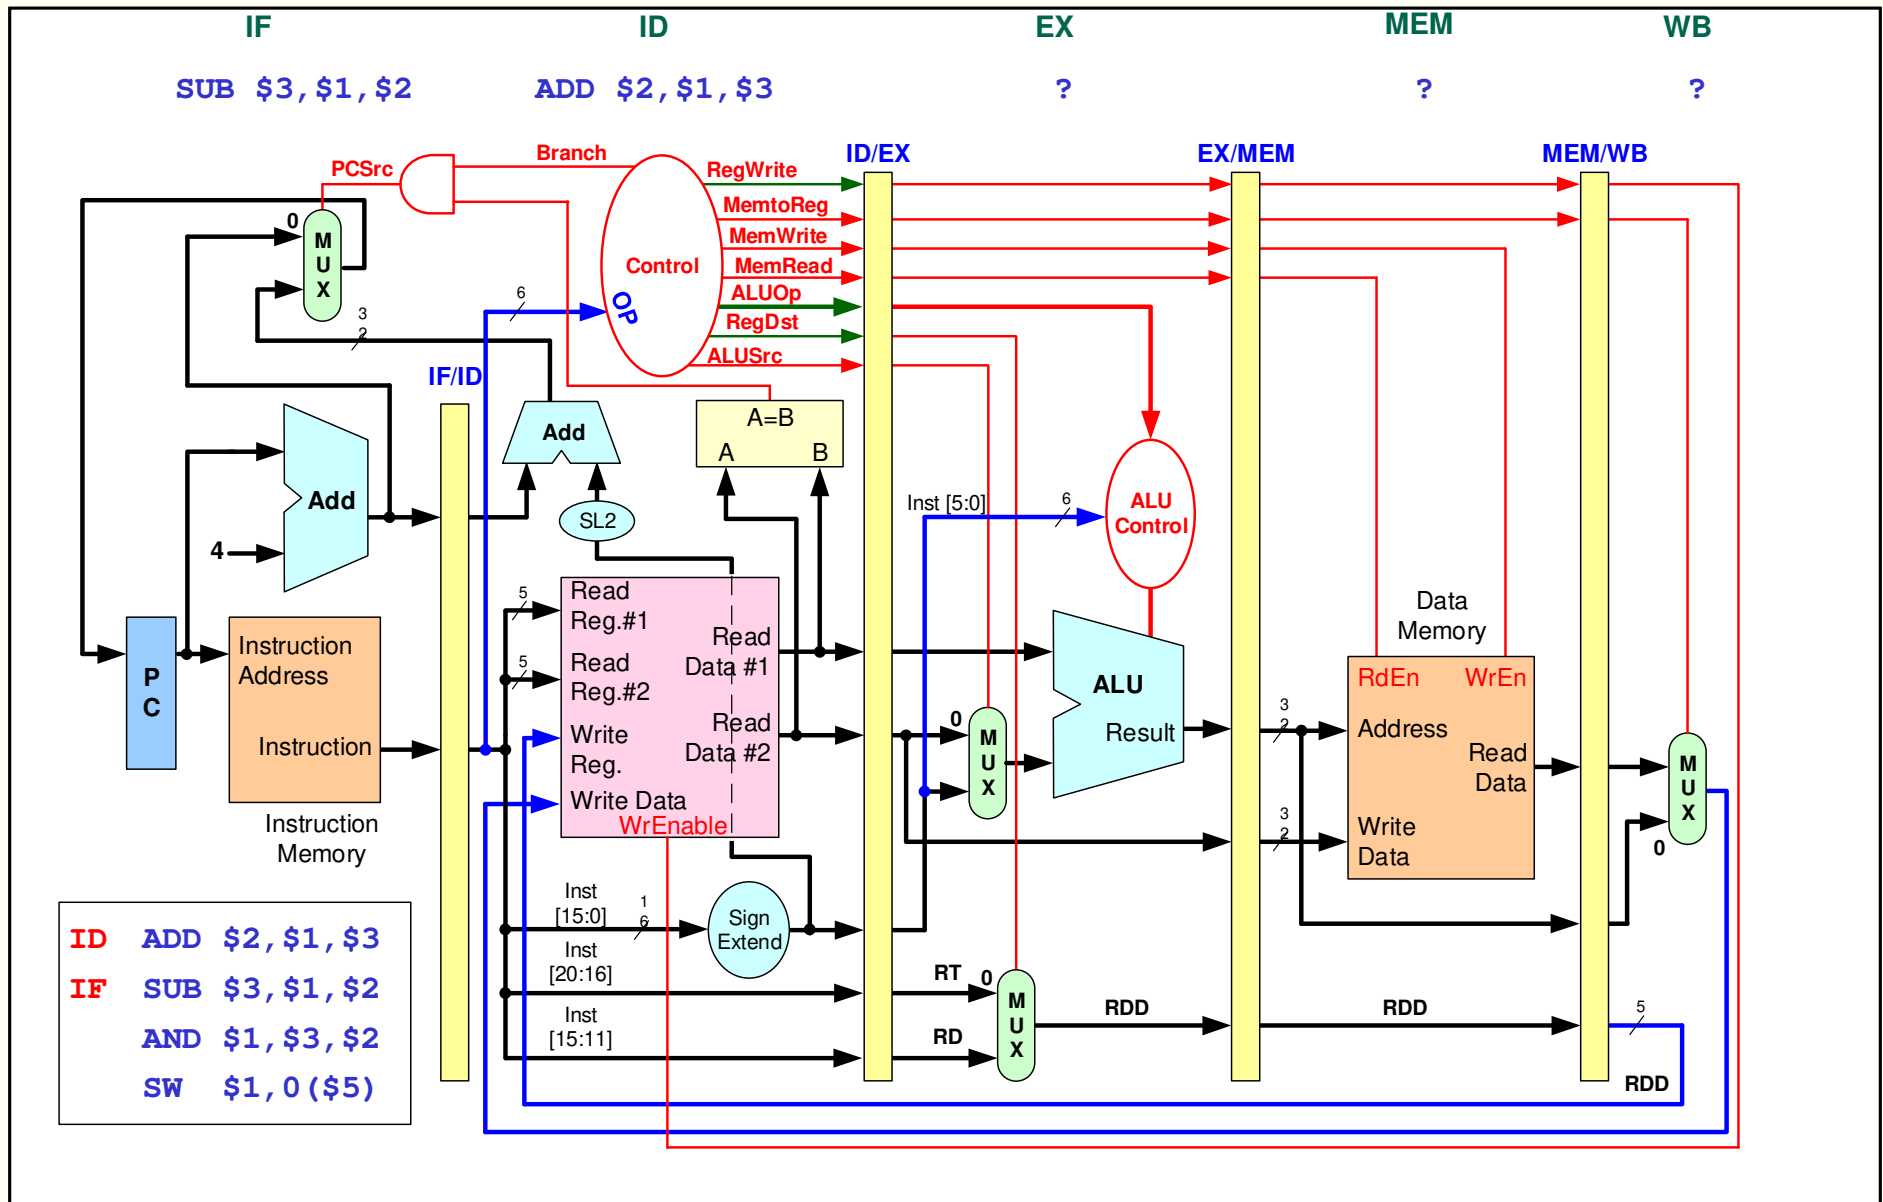 IF ID EX MEM WB
SUB $3,$1,$2 ADD $2,$1,$3 ? ? ?
ID/EX EX/MEM MEM/WB
PCSrc
Branch
RegWrite
MemtoReg
MemWrite
MemRead
ALUOp
RegDst
ALUSrc
Control
OP
0
M
U
X
6
3
2
IF/ID
Add
4
Add
SL2
A=B
A B
Inst [5:0]
6
ALU
Control
P
C
Instruction
Address
Instruction
Instruction
Memory
5
Read
Reg.#1
5
Read
Reg.#2
Write
Reg.
Write Data
WrEnable
Read
Data #1
Read
Data #2
0
M
U
X
ALU
Result
3
2
3
2
Data
Memory
RdEn WrEn
Address
Read
Data
Write
Data
M
U
X
0
Inst
[15:0]
1
6
Sign
Extend
Inst
[20:16]
Inst
[15:11]
RT
RD
0
M
U
X
RDD
RDD
5
RDD
ID ADD $2,$1,$3
IF SUB $3,$1,$2
AND $1,$3,$2
SW $1,0($5)